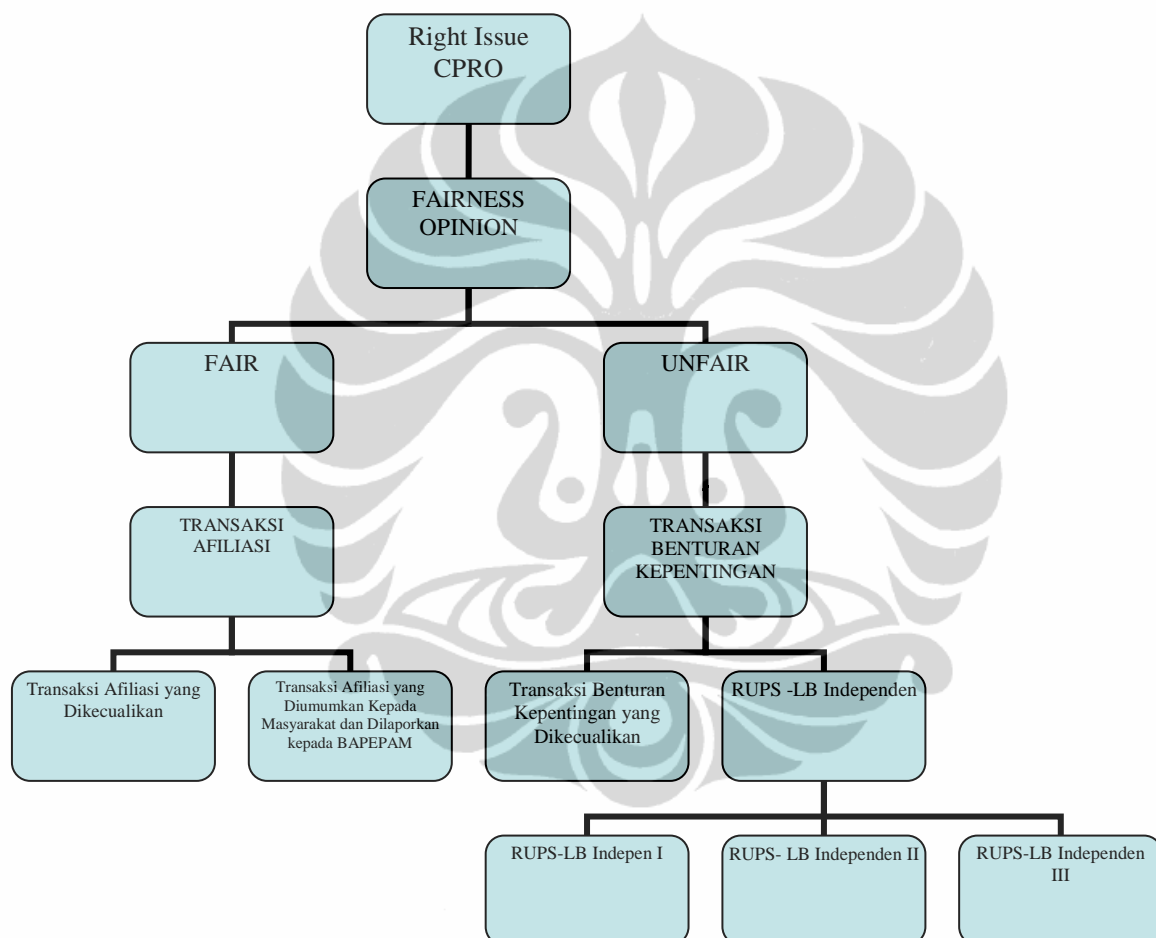 Right Issue
CPRO
FAIRNESS
OPINION
FAIR
UNFAIR
TRANSAKSI
AFILIASI
TRANSAKSI
BENTURAN
KEPENTINGAN
Transaksi Afiliasi yang
Dikecualikan
Transaksi Afiliasi yang
Diumumkan Kepada
Masyarakat dan Dilaporkan
kepada BAPEPAM
Transaksi Benturan
Kepentingan yang
Dikecualikan
RUPS -LB Independen
RUPS-LB Indepen I
RUPS- LB Independen II
RUPS-LB Independen
III